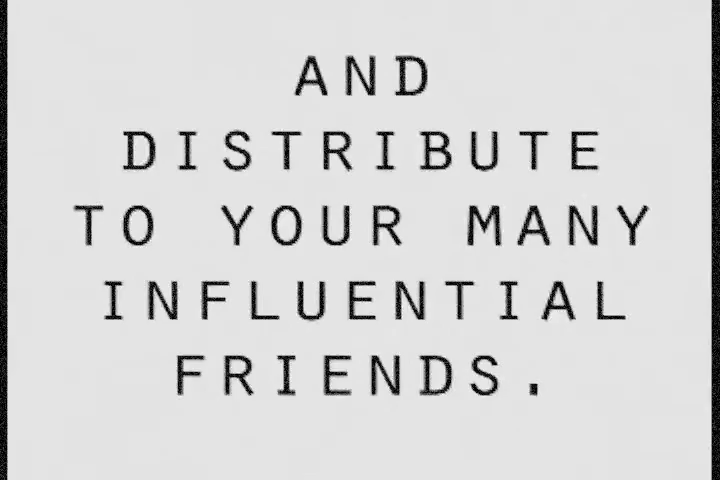 AND
DISTRIBUTE
TO YOUR MANY
INFLUENTIAL
FRIENDS.